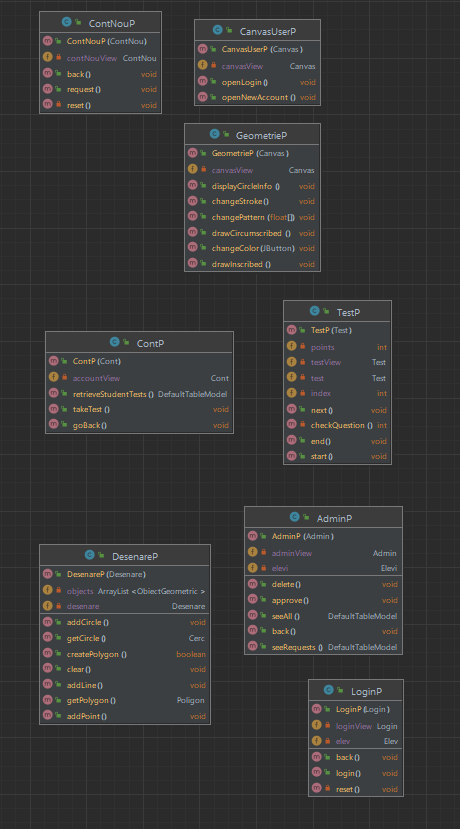 ContNouP
ContNouP (ContNou)
contNouView ContNou
back() void
request() void
reset() void
CanvasUserP
CanvasUserP (Canvas)
canvasView Canvas
openLogin() void
openNewAccount () void
GeometrieP
GeometrieP (Canvas)
canvasView Canvas
displayCircleInfo () void
changeStroke() void
changePattern (float[]) void
drawCircumscribed () void
changeColor(JButton) void
drawInscribed () void
TestP
TestP (Test)
points int
testView Test
test Test
index int
next() void
checkQuestion () int
end() void
start() void
ContP
ContP (Cont)
accountView Cont
retrieveStudentTests () DefaultTableModel
takeTest() void
goBack() void
AdminP
AdminP (Admin)
adminView Admin
elevi Elevi
delete() void
approve() void
seeAll () DefaultTableModel
back() void
seeRequests () DefaultTableModel
DesenareP
DesenareP (Desenare)
objects ArrayList <ObiectGeometric >
desenare Desenare
addCircle() void
getCircle() Cerc
createPolygon () boolean
clear() void
addLine() void
getPolygon() Poligon
addPoint() void
LoginP
LoginP (Login)
loginView Login
elev Elev
back() void
login() void
reset() void